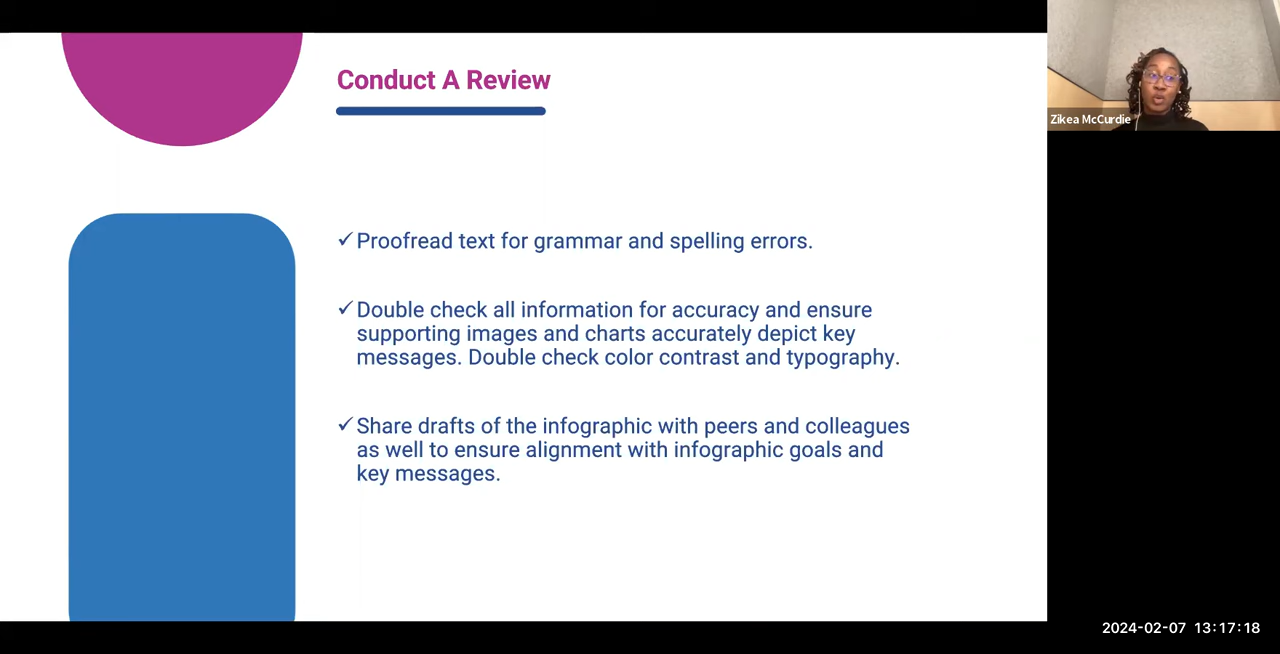 Conduct A Review
Zikea McCurdie
✓Proofread text for grammar and spelling errors.
✓Double check all information for accuracy and ensure
supporting images and charts accurately depict key
messages. Double check color contrast and typography.
✓Share drafts of the infographic with peers and colleagues
as well to ensure alignment with infographic goals and
key messages.
2024-02-07 13:17:18